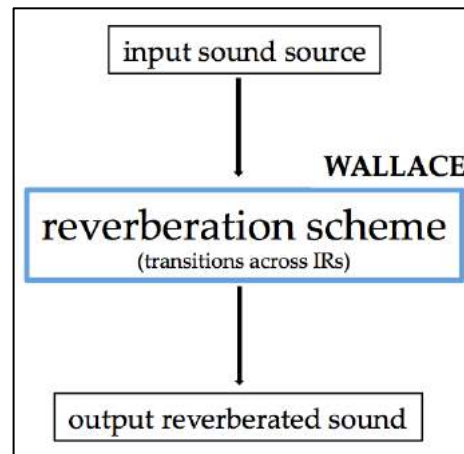 input sound source
WALLACE
reverberation scheme
(transitions across IRs)
output reverberated sound